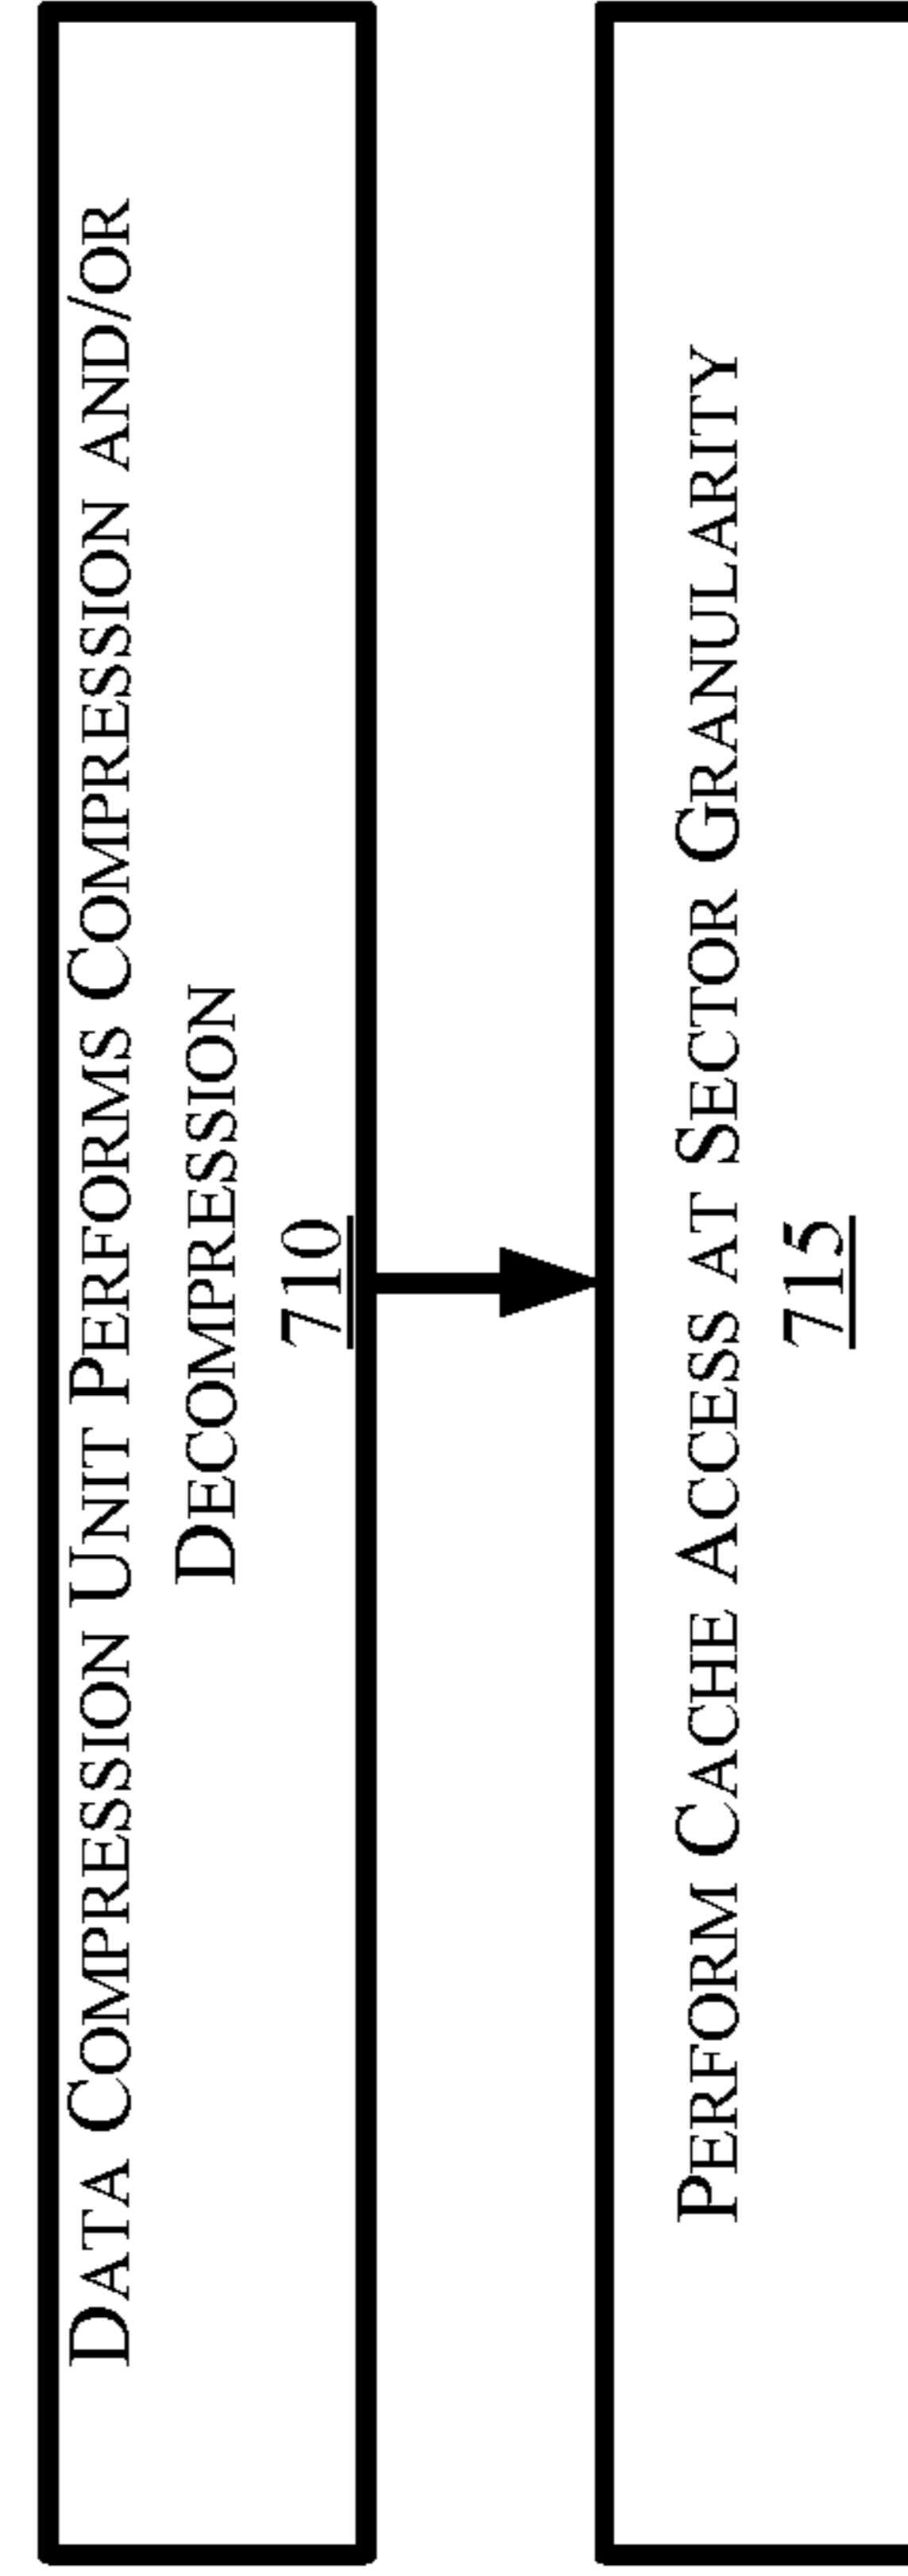 DATA COMPRESSION UNIT PERFORMS COMPRESSION AND/OR
DECOMPRESSION
710
PERFORM CACHE ACCESS AT SECTOR GRANULARITY
715